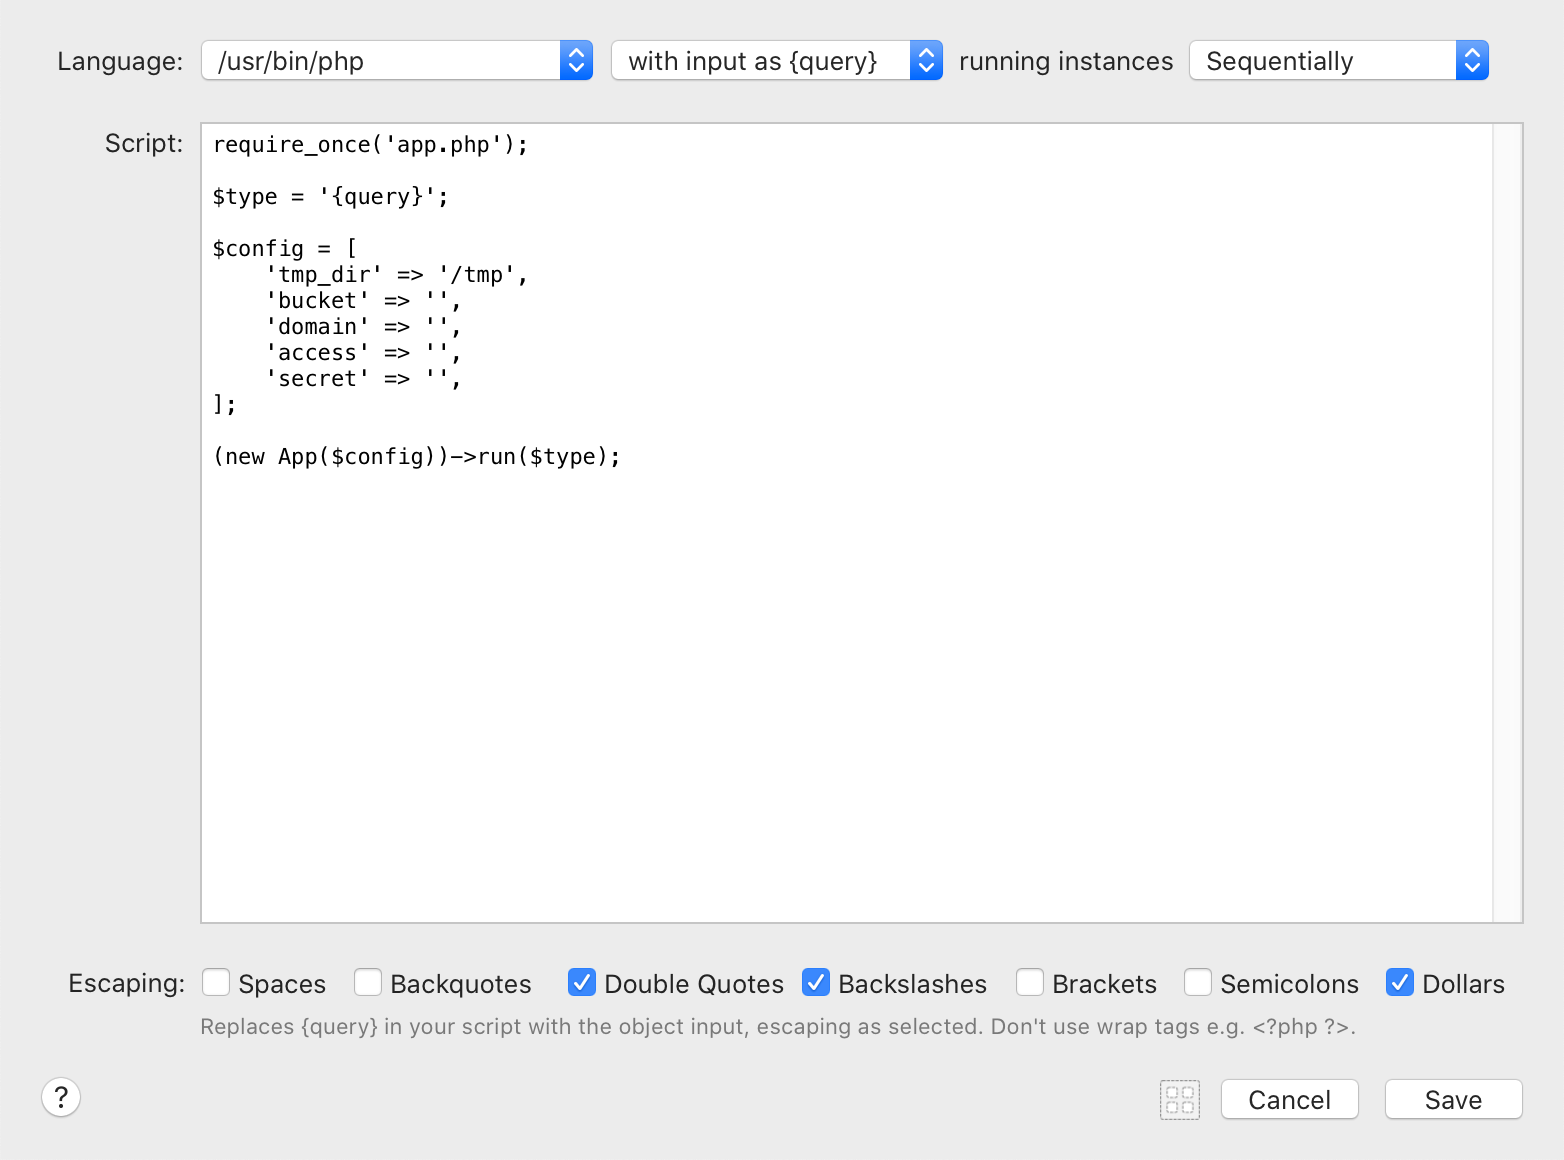 Language: /usr/bin/php with input as {query} running instances Sequentially
Script:
require_once('app.php');
$type = '{query}';
$config = [
    'tmp_dir' => '/tmp',
    'bucket' => '',
    'domain' => '',
    'access' => '',
    'secret' => '',
];
(new App($config))->run($type);
Escaping: Spaces Backquotes Double Quotes Backslashes Brackets Semicolons Dollars
Replaces {query} in your script with the object input, escaping as selected. Don't use wrap tags e.g. <?php ?>.
? Cancel Save